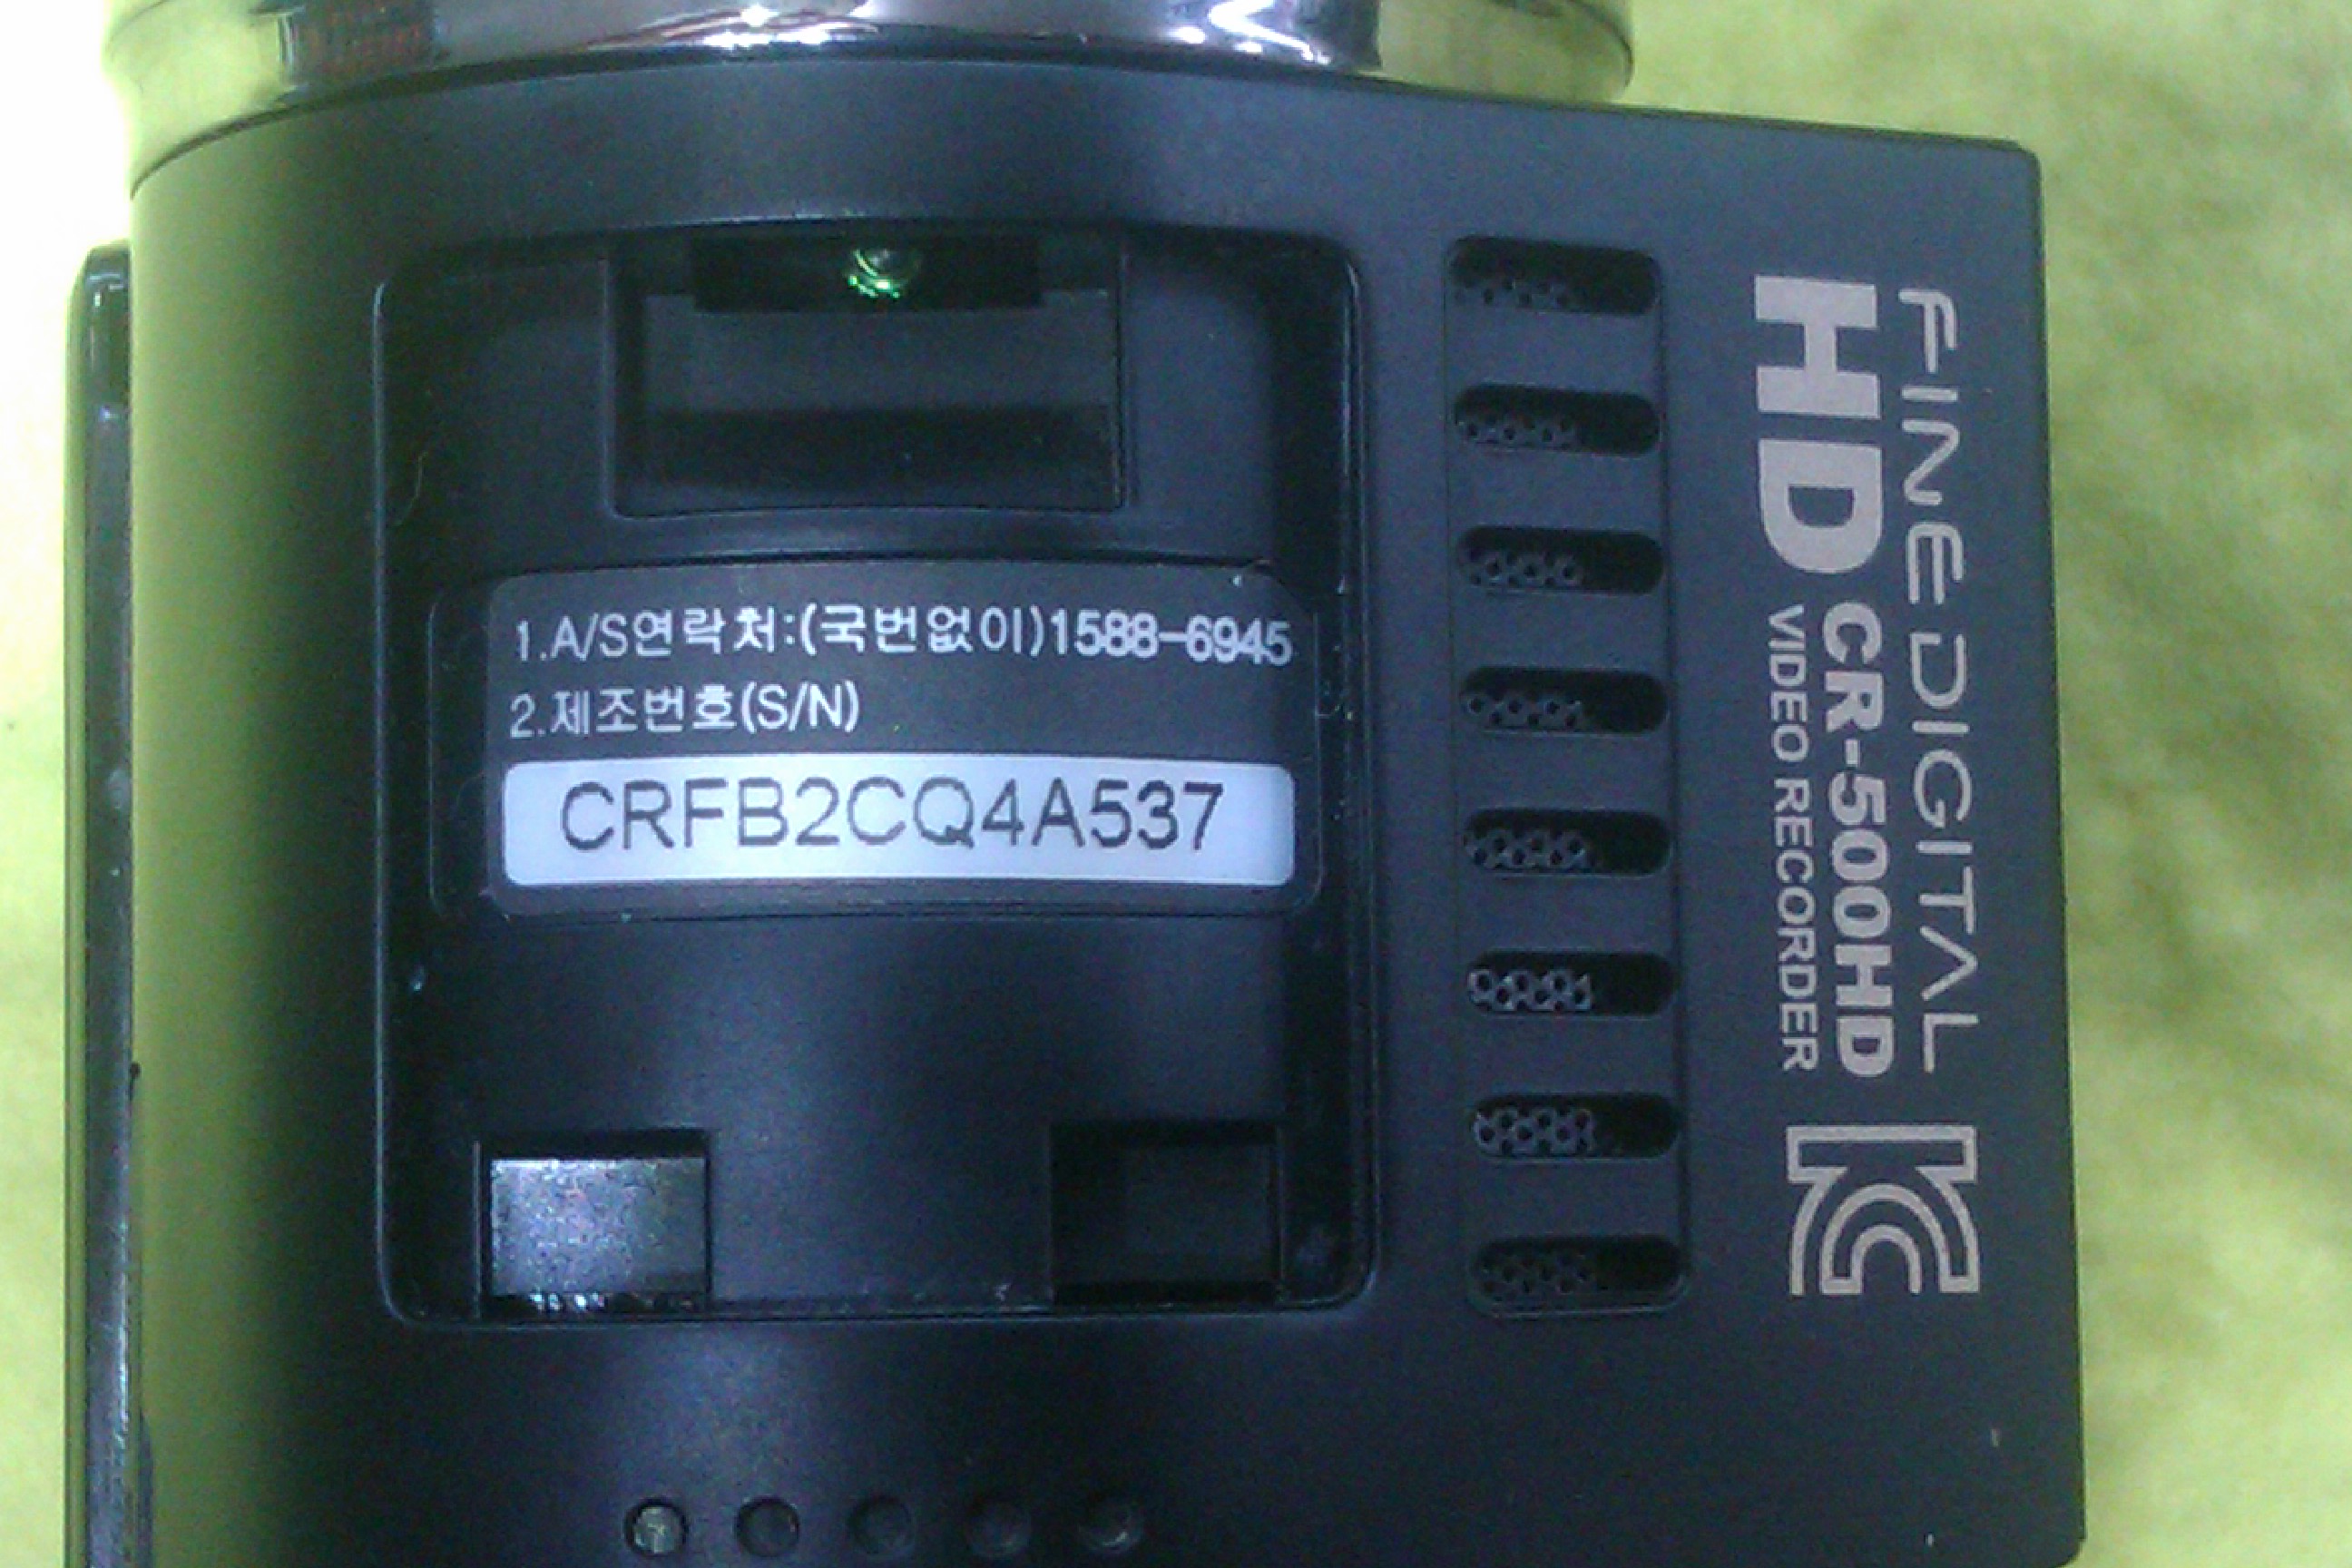 1.A/S연락처:(국번없이)1588-6945
2.제조번호(S/N)
CRFB2CQ4A537
FINE DIGITAL
HD CR-500HD
VIDEO RECORDER
KC